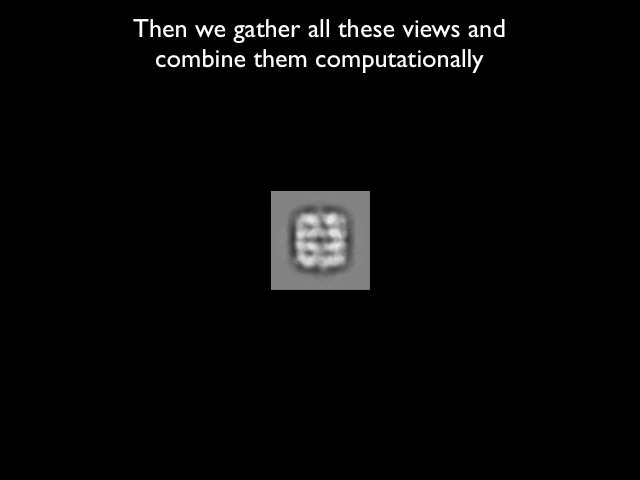 Then we gather all these views and
combine them computationally